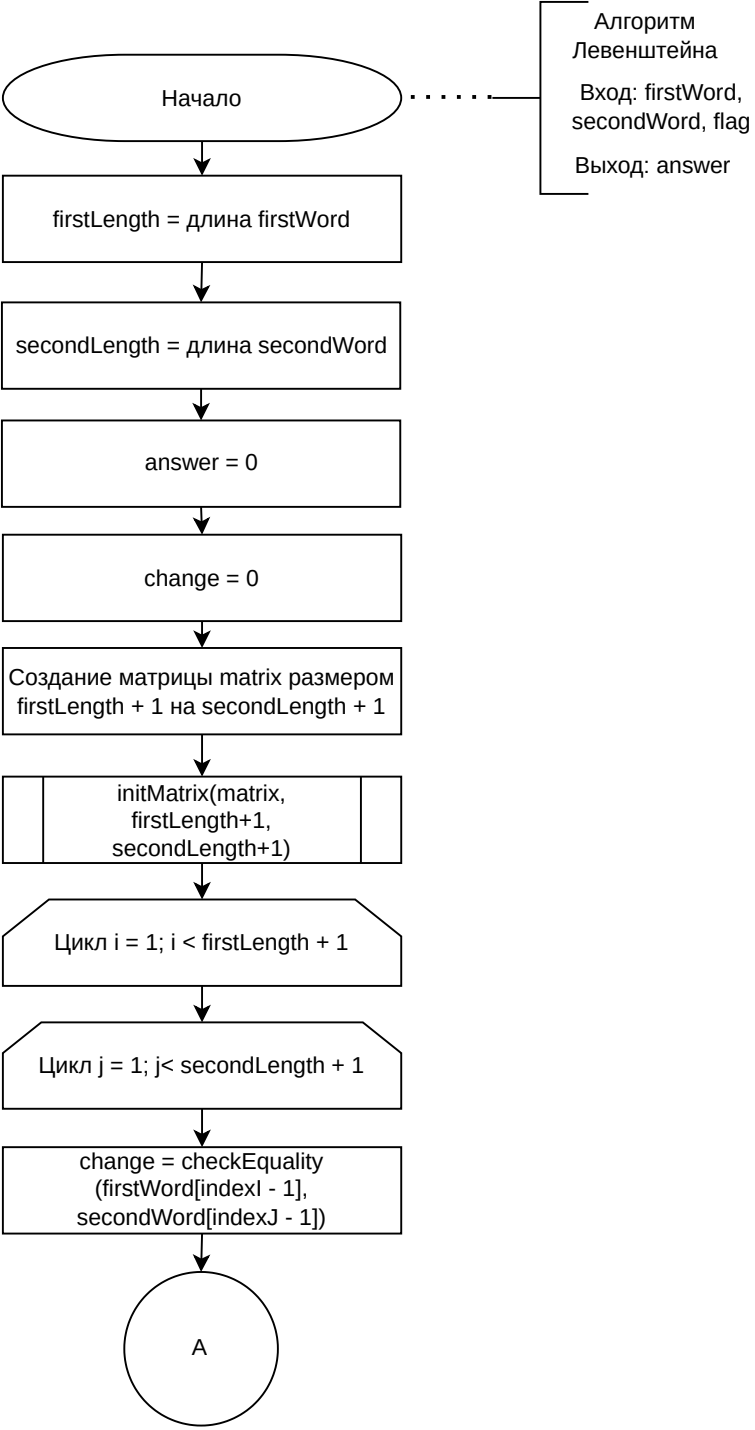 Алгоритм
Левенштейна
Вход: firstWord,
secondWord, flag
Выход: answer
Начало
firstLength = длина firstWord
secondLength = длина secondWord
answer = 0
change = 0
Создание матрицы matrix размером
firstLength + 1 на secondLength + 1
initMatrix(matrix,
firstLength+1,
secondLength+1)
Цикл i = 1; i < firstLength + 1
Цикл j = 1; j< secondLength + 1
change = checkEquality
(firstWord[indexI - 1],
secondWord[indexJ - 1])
A